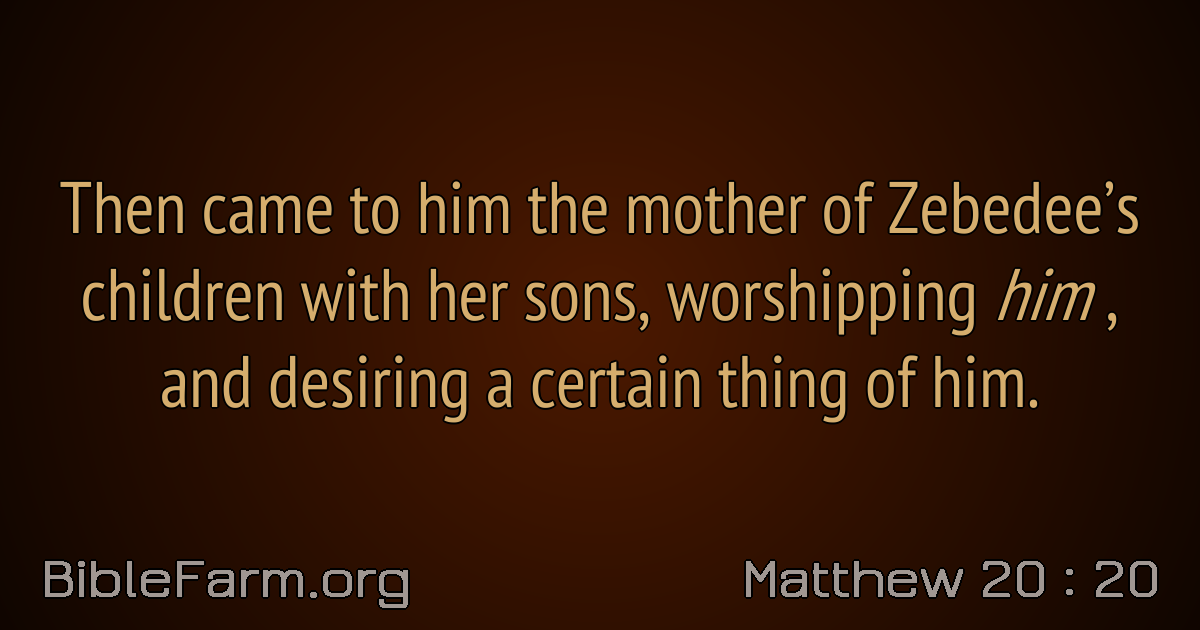 Then came to him the mother of Zebedee’s
children with her sons, worshipping him ,
and desiring a certain thing of him.
BibleFarm.org
Matthew 20 : 20